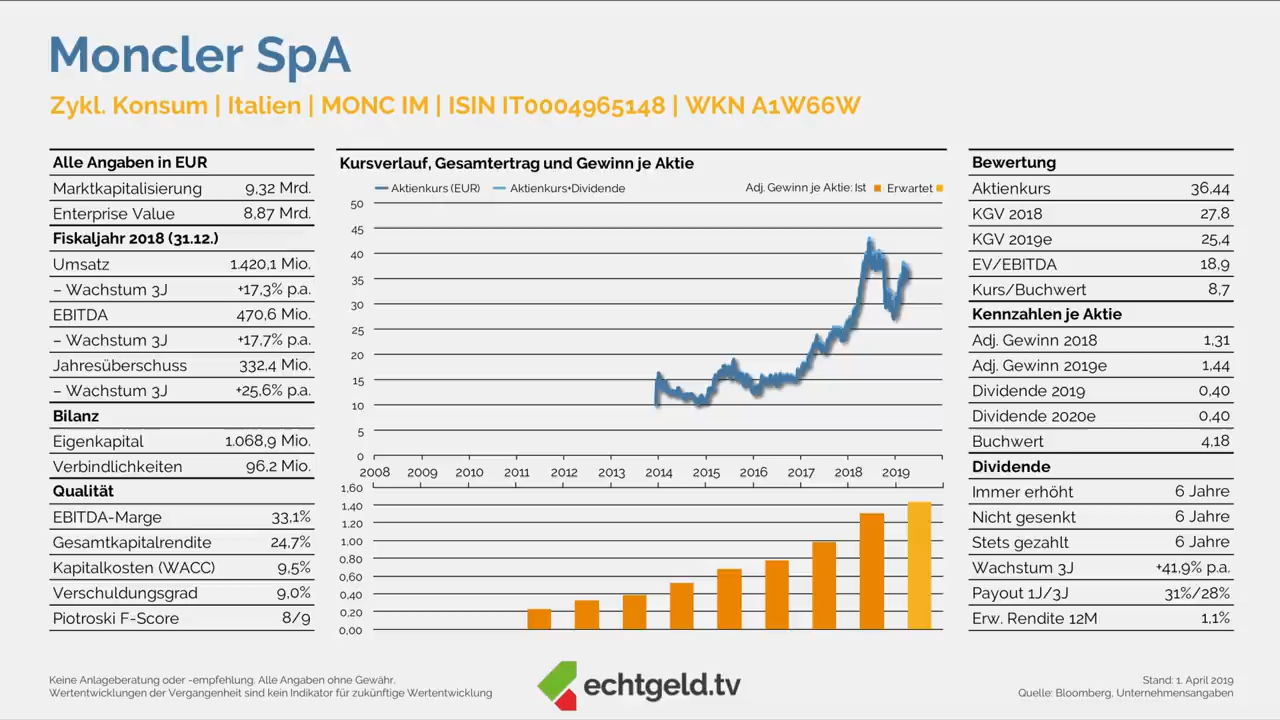 Moncler SpA
Zykl. Konsum | Italien | MONC IM | ISIN IT0004965148 | WKN A1W66W
Alle Angaben in EUR
Marktkapitalisierung 9,32 Mrd.
Enterprise Value 8,87 Mrd.
Fiskaljahr 2018 (31.12.)
Umsatz 1.420,1 Mio.
– Wachstum 3J +17,3% p.a.
EBITDA 470,6 Mio.
– Wachstum 3J +17,7% p.a.
Jahresüberschuss 332,4 Mio.
– Wachstum 3J +25,6% p.a.
Bilanz
Eigenkapital 1.068,9 Mio.
Verbindlichkeiten 96,2 Mio.
Qualität
EBITDA-Marge 33,1%
Gesamtkapitalrendite 24,7%
Kapitalkosten (WACC) 9,5%
Verschuldungsgrad 9,0%
Piotroski F-Score 8/9
Kursverlauf, Gesamtertrag und Gewinn je Aktie
Aktienkurs (EUR) Aktienkurs+Dividende Adj. Gewinn je Aktie: Ist Erwartet
50
45
40
35
30
25
20
15
10
5
0
2008 2009 2010 2011 2012 2013 2014 2015 2016 2017 2018 2019
1,60
1,40
1,20
1,00
0,80
0,60
0,40
0,20
0,00
Bewertung
Aktienkurs 36,44
KGV 2018 27,8
KGV 2019e 25,4
EV/EBITDA 18,9
Kurs/Buchwert 8,7
Kennzahlen je Aktie
Adj. Gewinn 2018 1,31
Adj. Gewinn 2019e 1,44
Dividende 2019 0,40
Dividende 2020e 0,40
Buchwert 4,18
Dividende
Immer erhöht 6 Jahre
Nicht gesenkt 6 Jahre
Stets gezahlt 6 Jahre
Wachstum 3J +41,9% p.a.
Payout 1J/3J 31%/28%
Erw. Rendite 12M 1,1%
Keine Anlageberatung oder -empfehlung. Alle Angaben ohne Gewähr.
Wertentwicklungen der Vergangenheit sind kein Indikator für zukünftige Wertentwicklung
echtgeld.tv
Stand: 1. April 2019
Quelle: Bloomberg, Unternehmensangaben